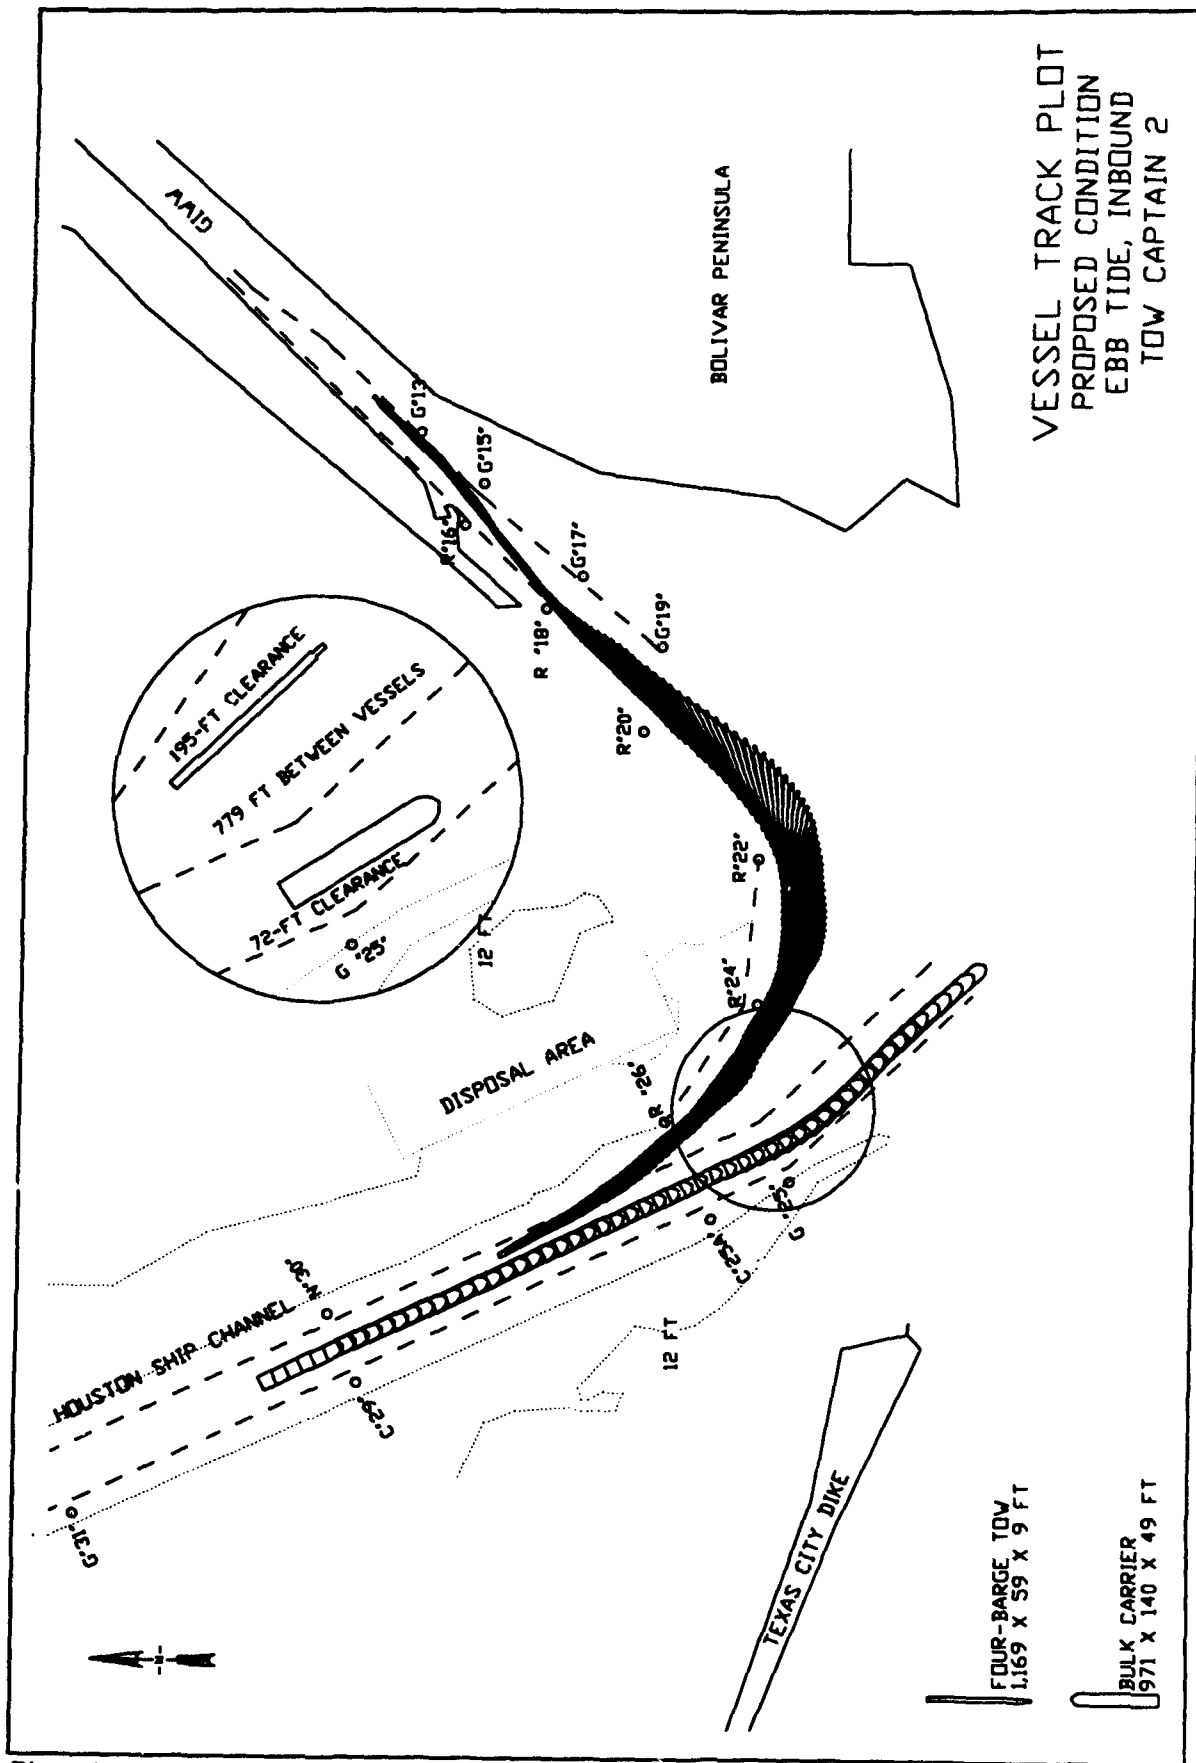 VESSEL TRACK PLOT
PROPOSED CONDITION
EBB TIDE, INBOUND
TOW CAPTAIN 2
GIWW
BOLIVAR PENINSULA
G"13"
G"15"
R"16"
G"17"
R "18"
G"19"
R"20"
R"22"
R"24"
R "26"
195-FT CLEARANCE
779 FT BETWEEN VESSELS
72-FT CLEARANCE
G "25"
12 FT
DISPOSAL AREA
HOUSTON SHIP CHANNEL
N"30"
C"29"
G"31"
C"25A"
G "25"
12 FT
TEXAS CITY DIKE
N
FOUR-BARGE TOW
1,169 X 59 X 9 FT
BULK CARRIER
971 X 140 X 49 FT